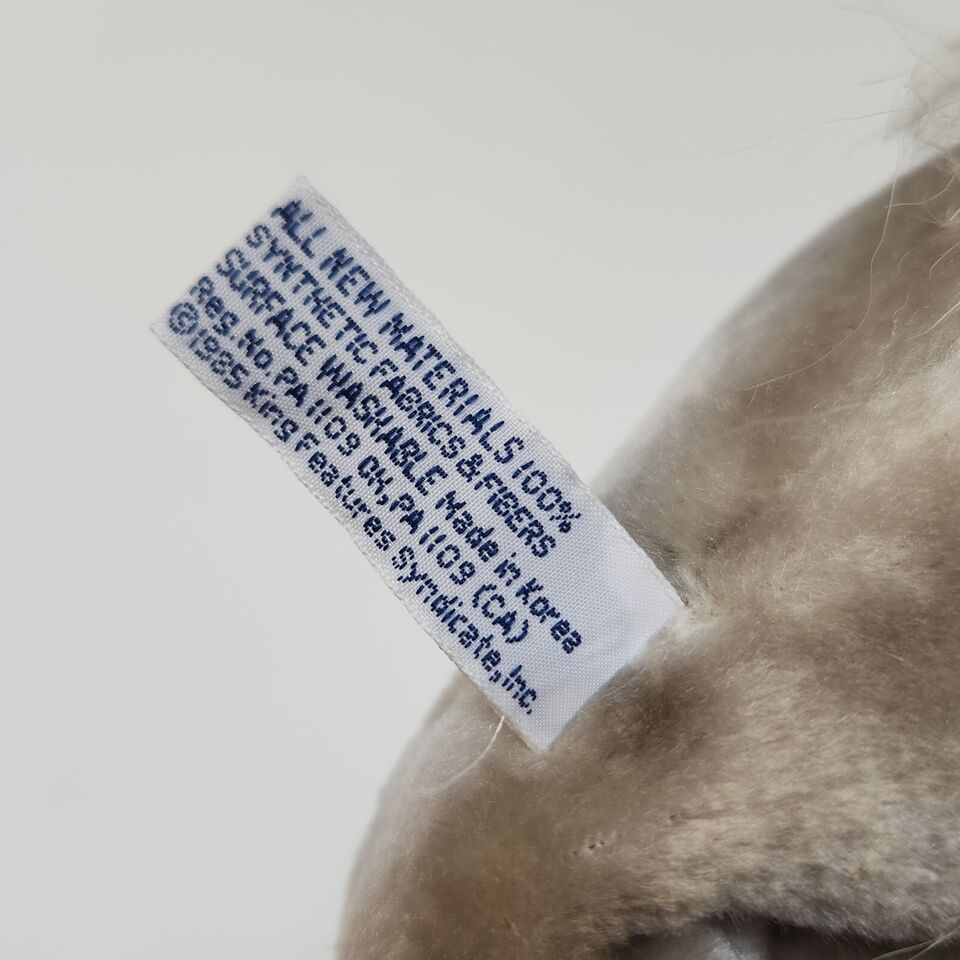 ALL NEW MATERIALS 100%
SYNTHETIC FABRICS & FIBERS
SURFACE WASHABLE Made in Korea
Reg. No. PA 1109 CH, PA 1109 (CA)
©1985 King Features Syndicate, Inc.